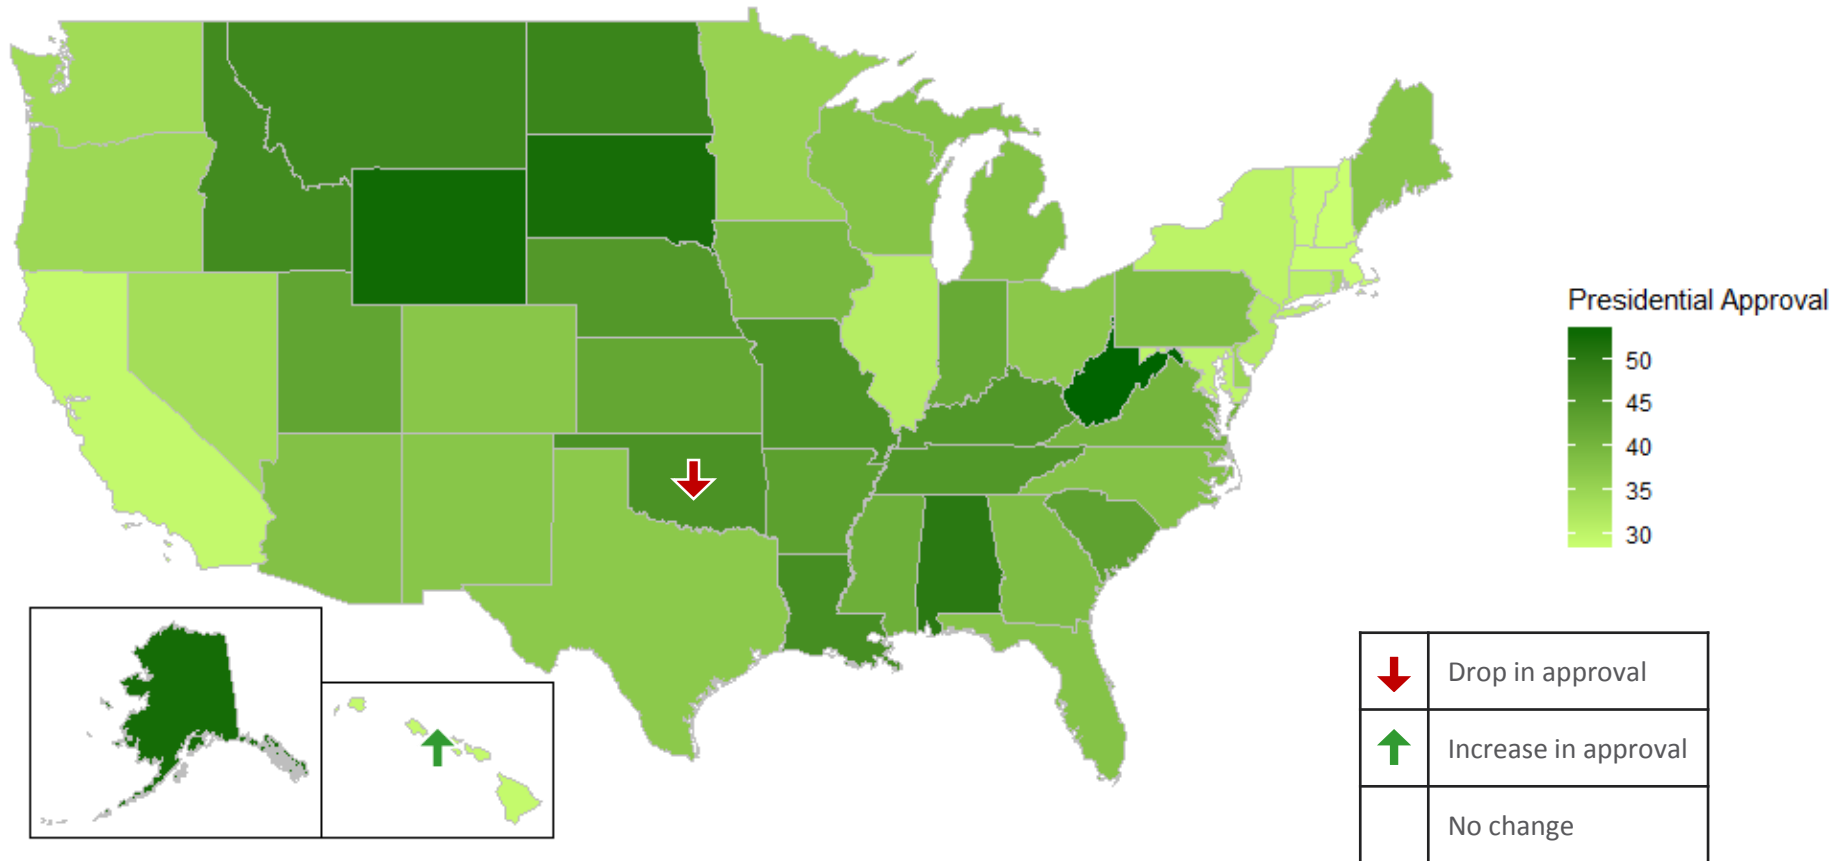 Presidential Approval
50
45
40
35
30
Drop in approval
Increase in approval
No change